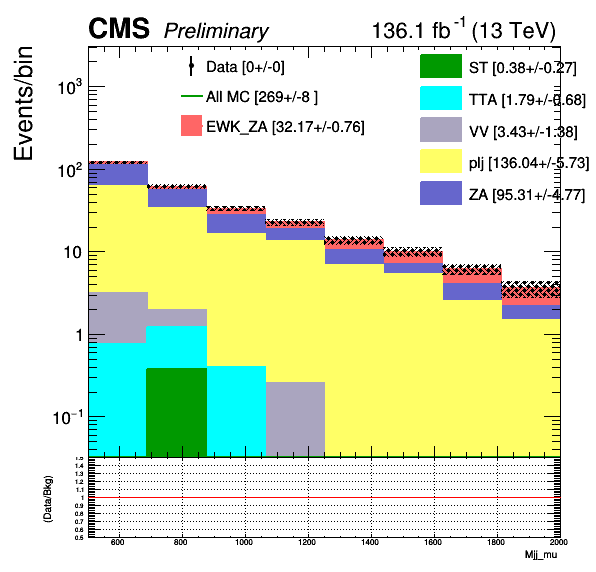 CMS Preliminary 136.1 fb⁻¹ (13 TeV)
Events/bin
10³
10²
10
1
10⁻¹
Data [0+/-0]
All MC [269+/-8 ]
EWK_ZA [32.17+/-0.76]
ST [0.38+/-0.27]
TTA [1.79+/-0.68]
VV [3.43+/-1.38]
plj [136.04+/-5.73]
ZA [95.31+/-4.77]
(Data/Bkg)
1.5
1.4
1.3
1.2
1.1
1
0.9
0.8
0.7
0.6
0.5
600 800 1000 1200 1400 1600 1800 2000
Mjj_mu